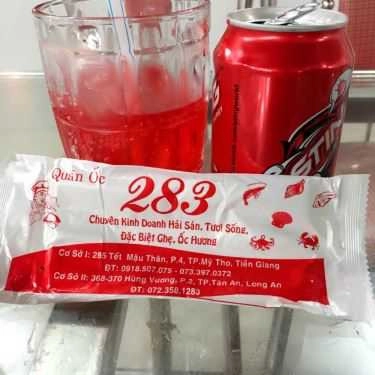 STING
Quán Ốc
283
Chuyên Kinh Doanh Hải Sản, Tươi Sống,
Đặc Biệt Ghẹ, Ốc Hương
Cơ Sở I: 285 Tết Mậu Thân, P.4, TP.Mỹ Tho, Tiền Giang
ĐT: 0918.507.075 - 073.397.0372
Cơ Sở II: 368-370 Hùng Vương, P.2, TP.Tân An, Long An
ĐT: 072.358.1283